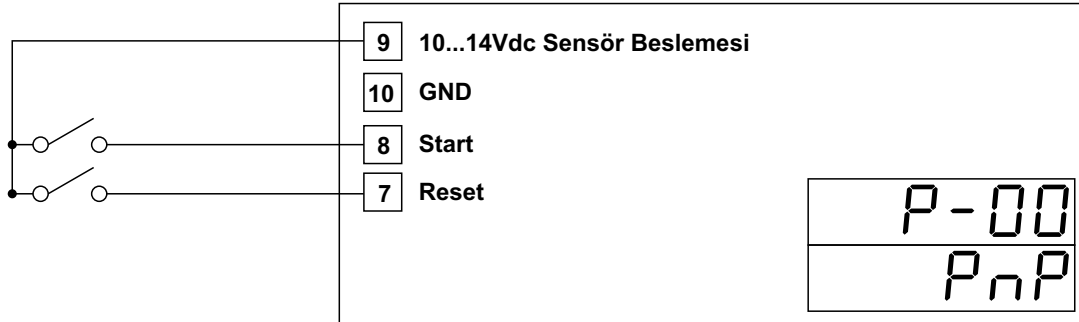 9 10...14Vdc Sensör Beslemesi
10 GND
8 Start
7 Reset
P-00
PnP